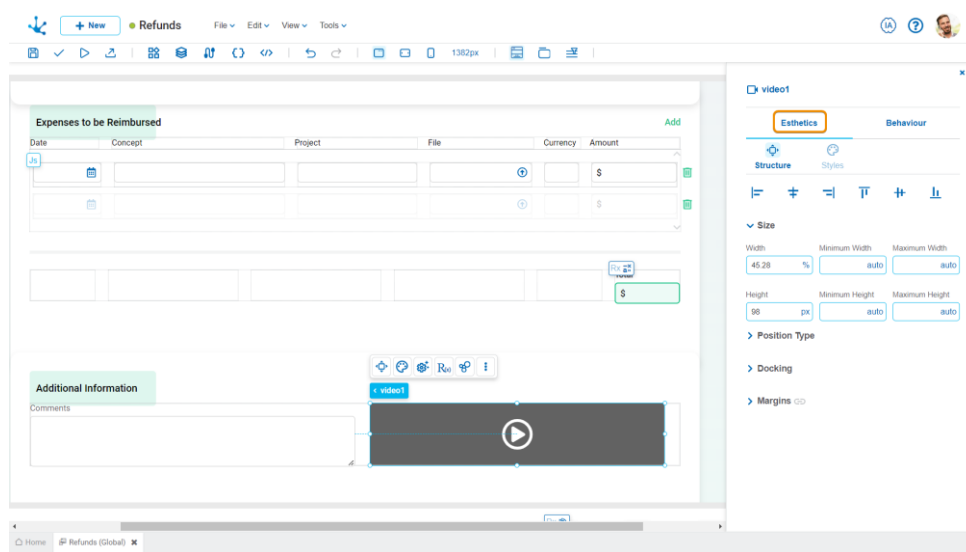 + New
Refunds
File
Edit
View
Tools
IA
?
1382px
video1
Esthetics
Behaviour
Structure
Styles
Size
Width
Minimum Width
Maximum Width
45.28 %
auto
auto
Height
Minimum Height
Maximum Height
98 px
auto
auto
Position Type
Docking
Margins
Expenses to be Reimbursed
Add
Date
Concept
Project
File
Currency
Amount
Js
$
$
Rx
Total
$
R(x)
video1
Additional Information
Comments
Home
Refunds (Global)